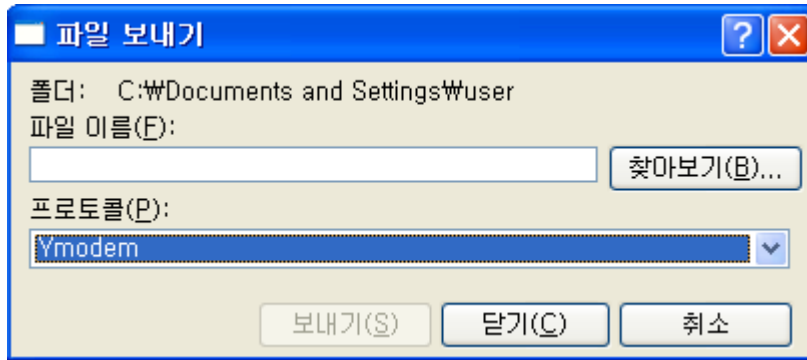 파일 보내기
폴더: C:₩Documents and Settings₩user
파일 이름(F):
찾아보기(B)...
프로토콜(P):
Ymodem
보내기(S) 닫기(C) 취소